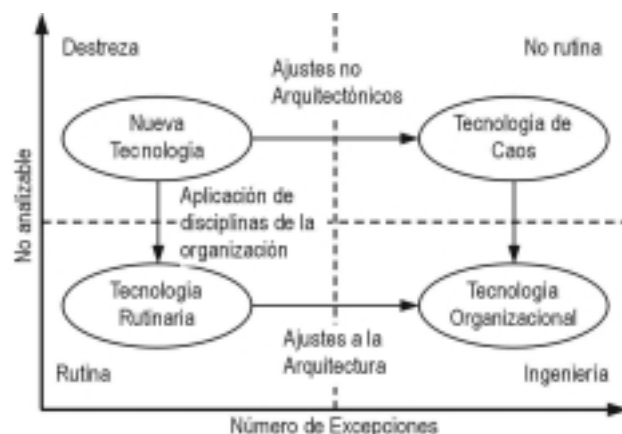 Destreza
No rutina
Ajustes no
Arquitectónicos
Nueva
Tecnología
Tecnología de
Caos
Aplicación de
disciplinas de la
organización
No analizable
Tecnología
Rutinaria
Tecnología
Organizacional
Ajustes a la
Arquitectura
Rutina
Ingeniería
Número de Excepciones